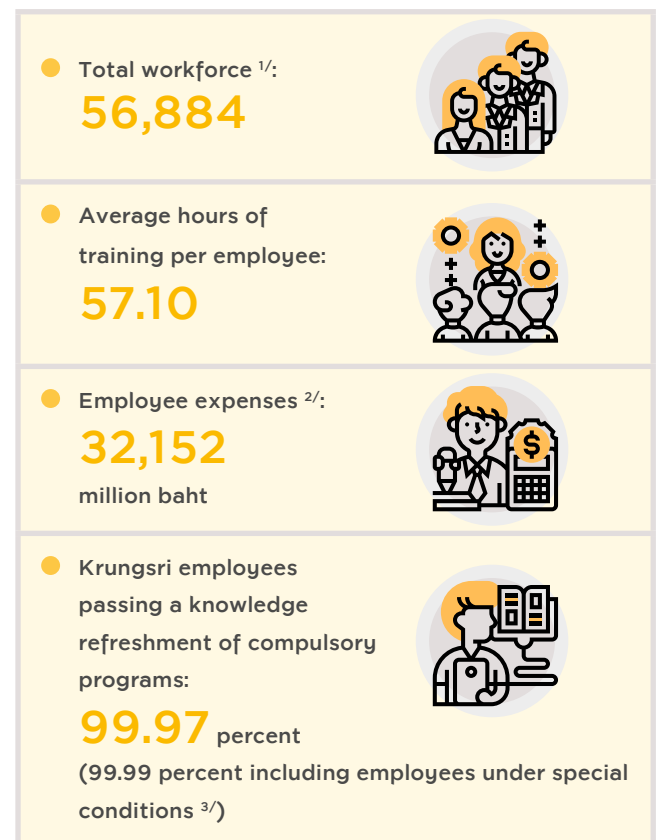 Total workforce 1/:
56,884
Average hours of
training per employee:
57.10
Employee expenses 2/:
32,152
million baht
Krungsri employees
passing a knowledge
refreshment of compulsory
programs:
99.97 percent
(99.99 percent including employees under special
conditions 3/)